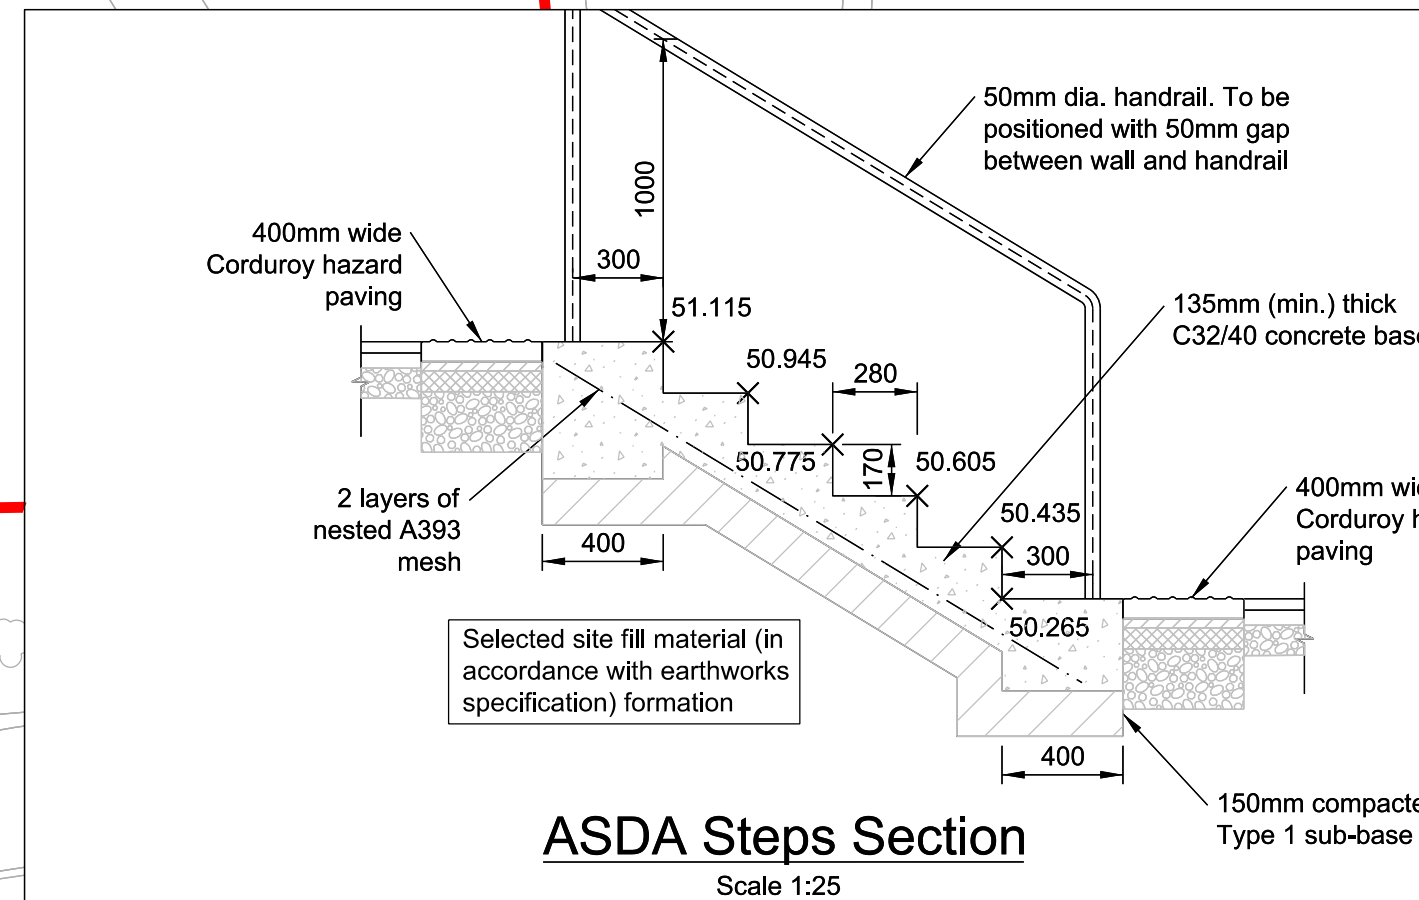 50mm dia. handrail. To be
positioned with 50mm gap
between wall and handrail
1000
400mm wide
Corduroy hazard
paving
300
51.115
135mm (min.) thick
C32/40 concrete base
50.945
280
50.775
170
50.605
2 layers of
nested A393
mesh
50.435
400mm
Corduroy
paving
400
300
50.265
Selected site fill material (in
accordance with earthworks
specification) formation
400
150mm
Type 1 sub-base
ASDA Steps Section
Scale 1:25